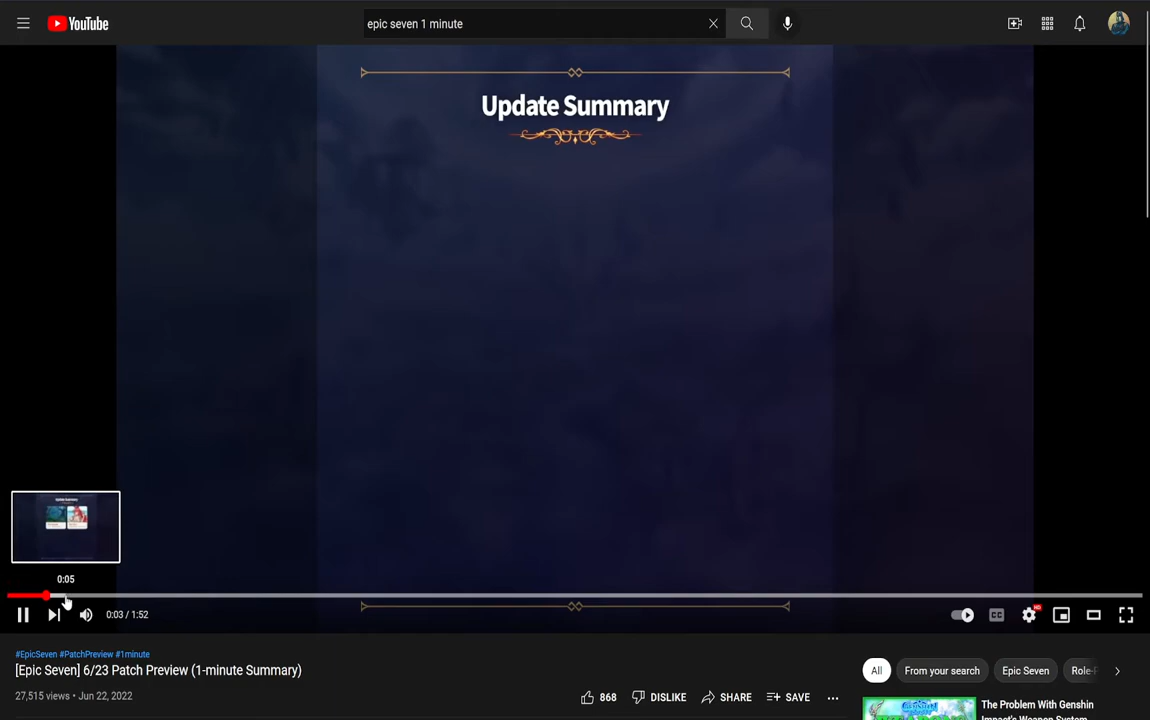 YouTube
epic seven 1 minute
Update Summary
0:05
0:03 / 1:52
CC
HD
#EpicSeven #PatchPreview #1minute
[Epic Seven] 6/23 Patch Preview (1-minute Summary)
27,515 views • Jun 22, 2022
868
DISLIKE
SHARE
SAVE
All
From your search
Epic Seven
The Problem With Genshin
Impact's Weapon System